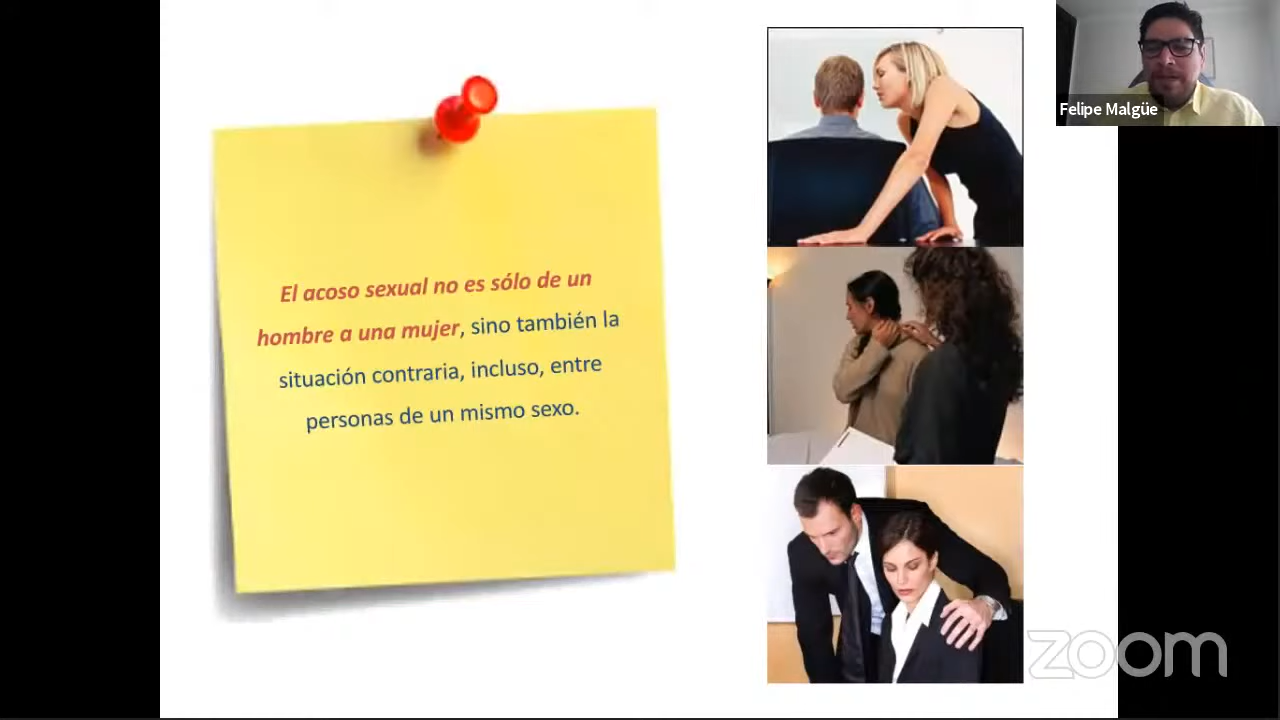 El acoso sexual no es sólo de un
hombre a una mujer, sino también la
situación contraria, incluso, entre
personas de un mismo sexo.
Felipe Malgüe
zoom